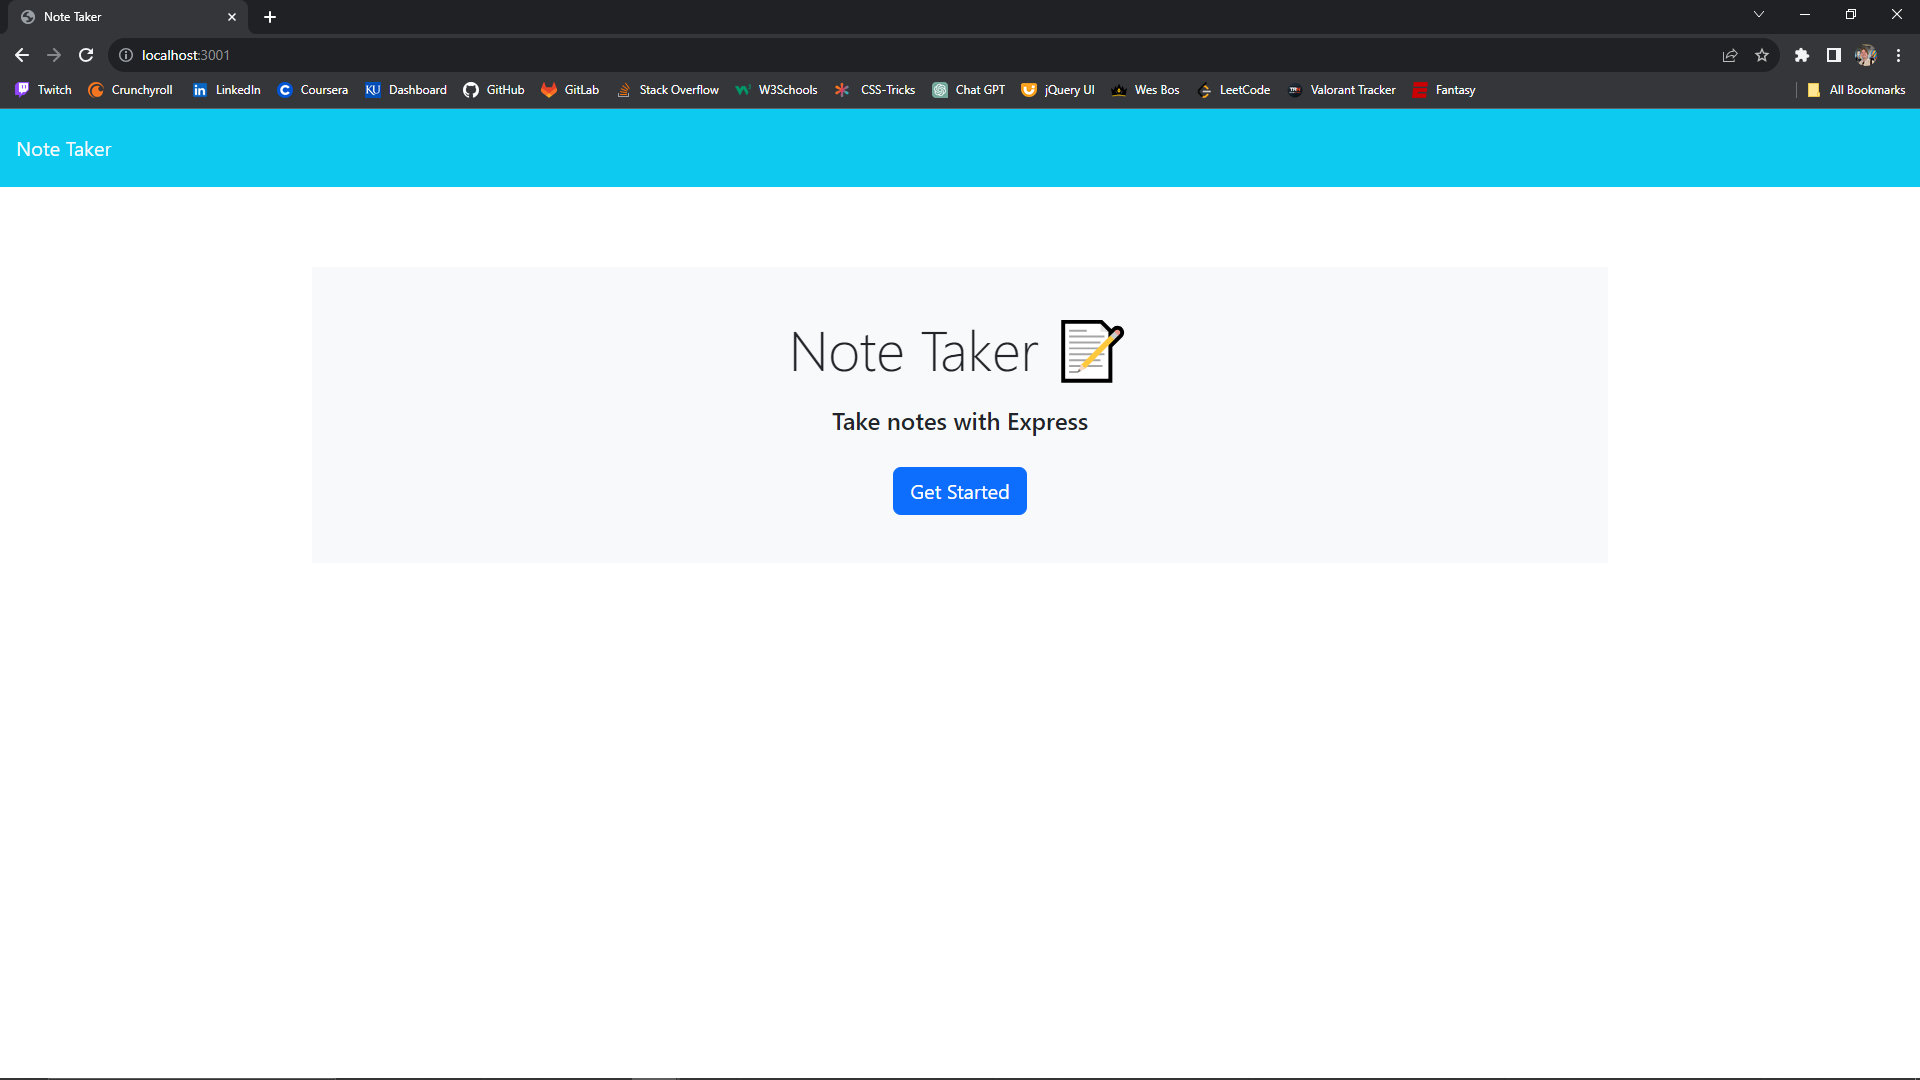 Note Taker
localhost:3001
Twitch Crunchyroll LinkedIn Coursera KU Dashboard GitHub GitLab Stack Overflow W3Schools CSS-Tricks Chat GPT jQuery UI Wes Bos LeetCode Valorant Tracker Fantasy All Bookmarks
Note Taker
Note Taker
Take notes with Express
Get Started